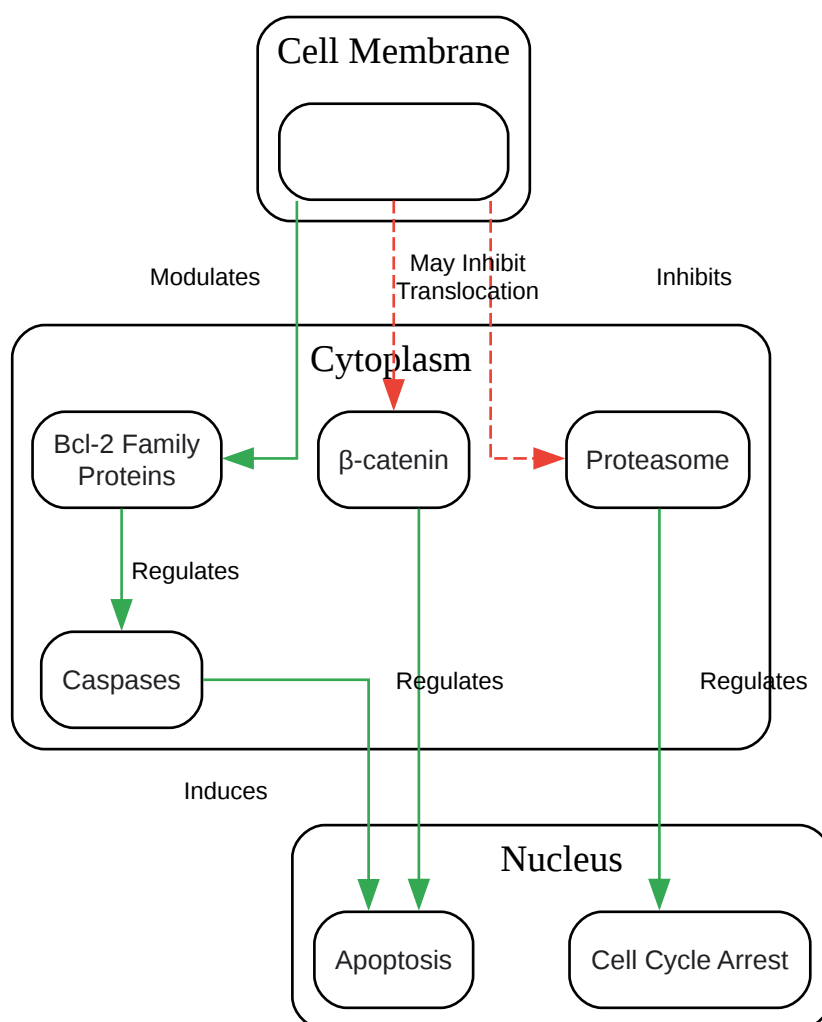 Cell Membrane
Modulates
May Inhibit
Translocation
Inhibits
Cytoplasm
Bcl-2 Family
Proteins
β-catenin
Proteasome
Regulates
Caspases
Regulates
Regulates
Induces
Nucleus
Apoptosis
Cell Cycle Arrest